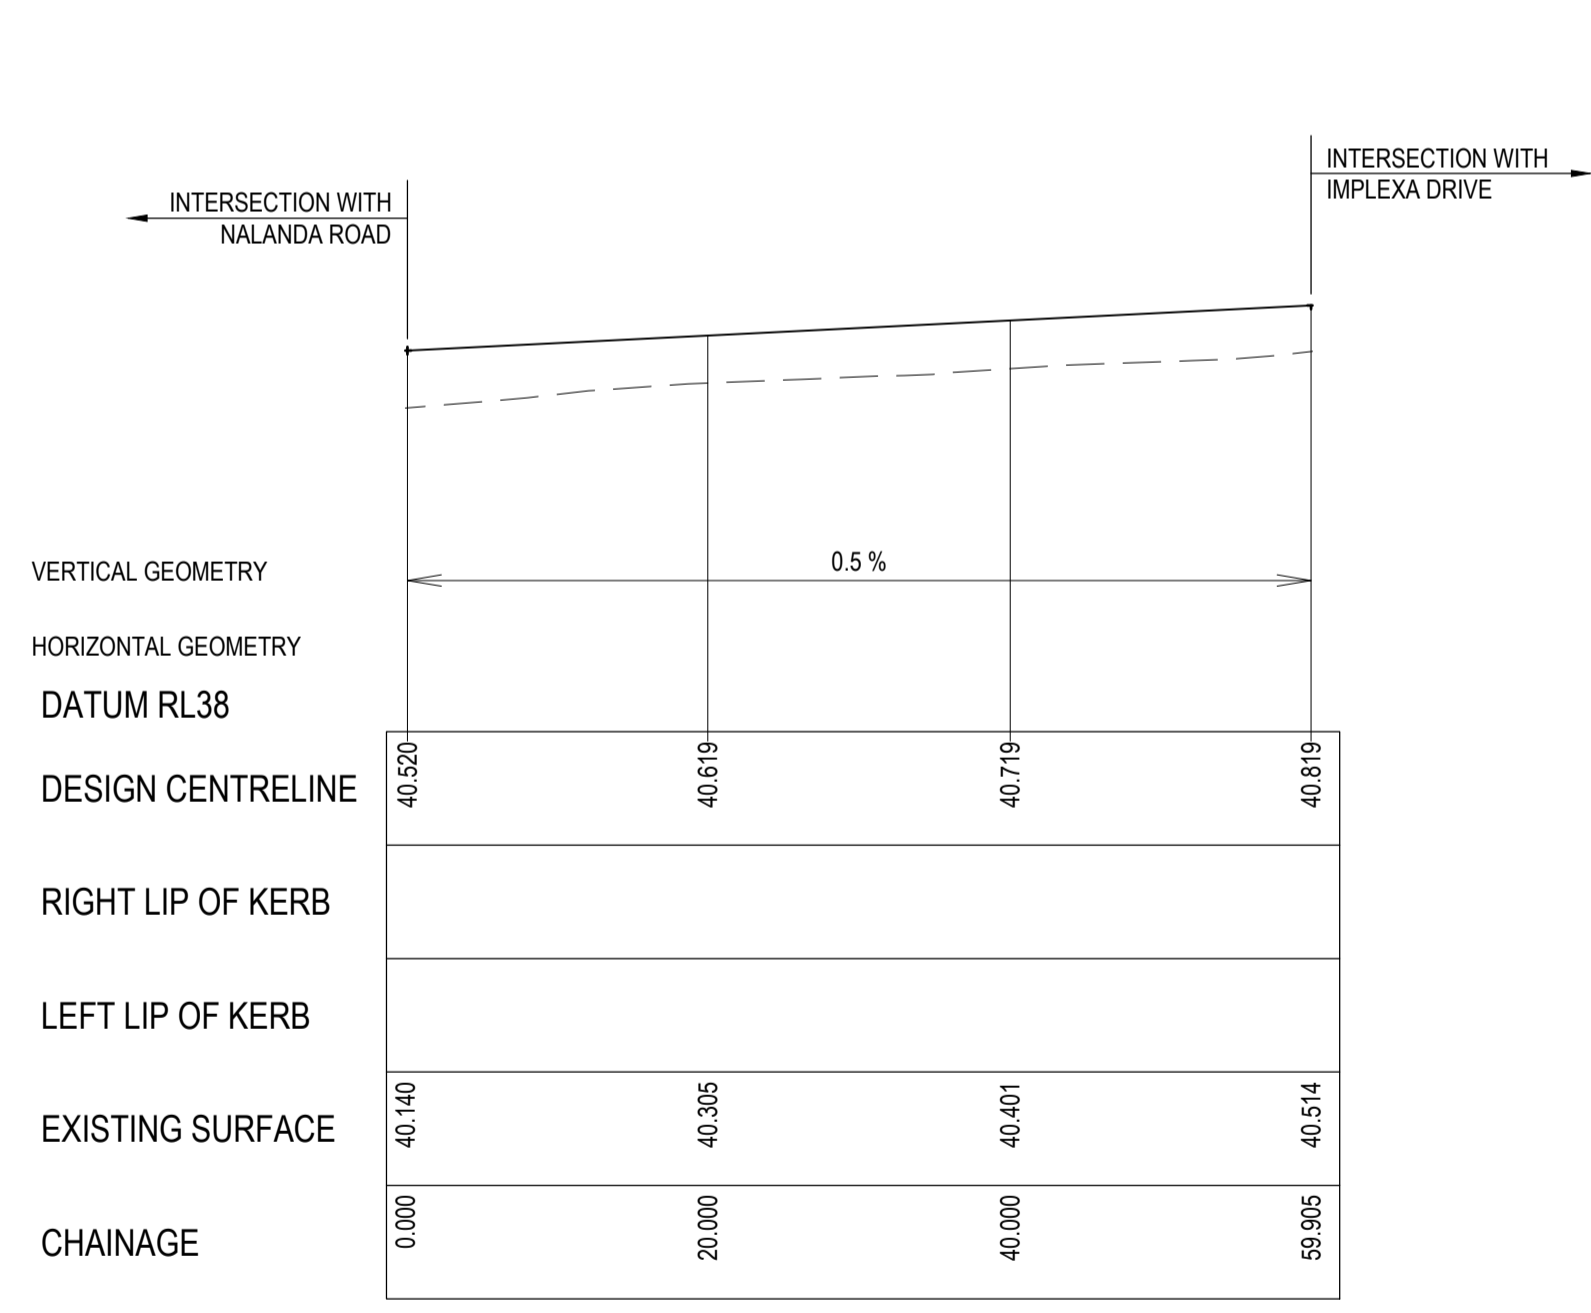 INTERSECTION WITH
IMPLEXA DRIVE
INTERSECTION WITH
NALANDA ROAD
0.5 %
VERTICAL GEOMETRY
HORIZONTAL GEOMETRY
DATUM RL38
DESIGN CENTRELINE 40.520 40.619 40.719 40.819
RIGHT LIP OF KERB
LEFT LIP OF KERB
EXISTING SURFACE 40.140 40.305 40.401 40.514
CHAINAGE 0.000 20.000 40.000 59.905